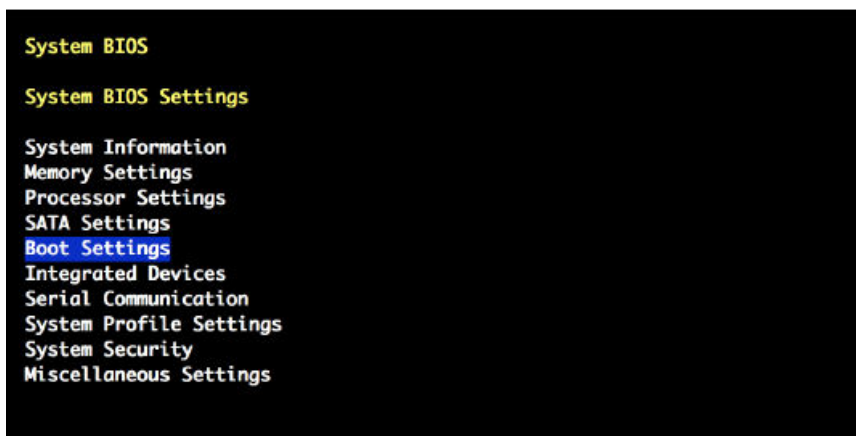 System BIOS
System BIOS Settings
System Information
Memory Settings
Processor Settings
SATA Settings
Boot Settings
Integrated Devices
Serial Communication
System Profile Settings
System Security
Miscellaneous Settings